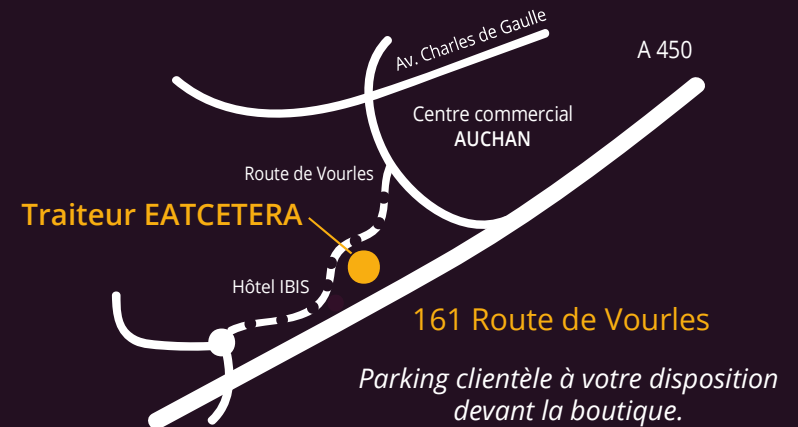 Av. Charles de Gaulle
A 450
Centre commercial
AUCHAN
Route de Vourles
Traiteur EATCETERA
Hôtel IBIS
161 Route de Vourles
Parking clientèle à votre disposition
devant la boutique.